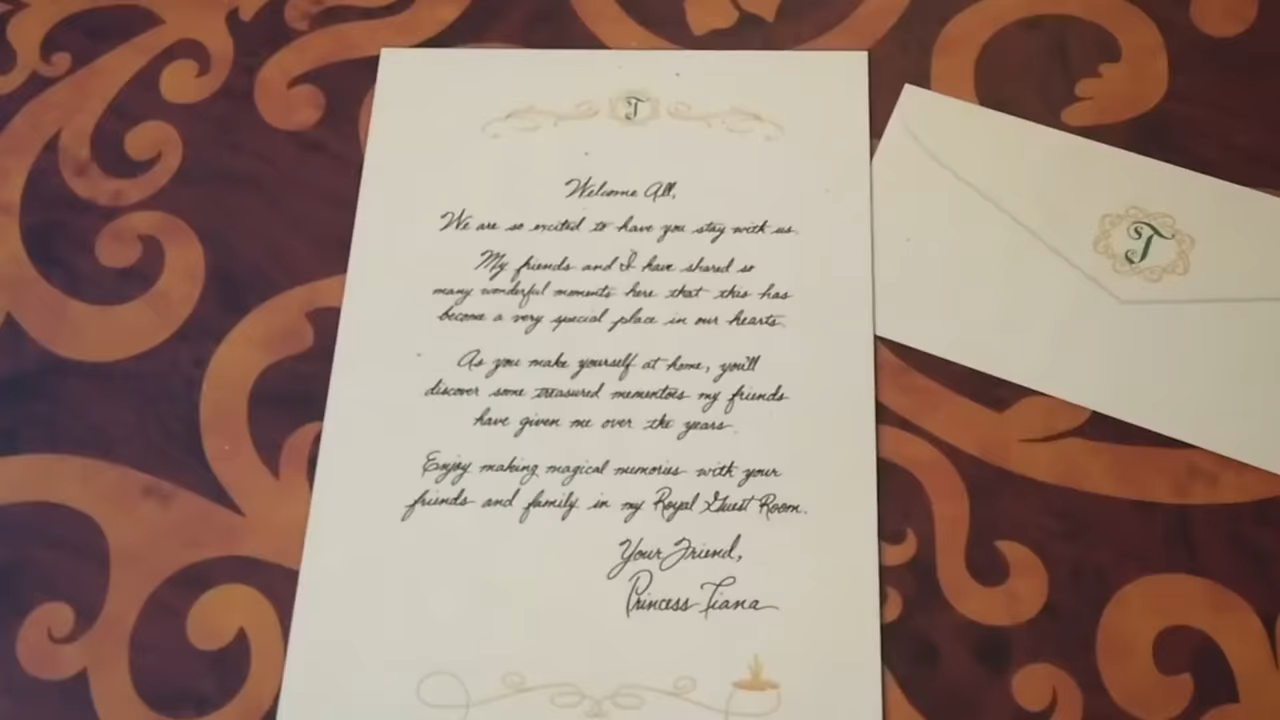 T
Welcome All,
We are so excited to have you stay with us.
My friends and I have shared so
many wonderful moments here that this has
become a very special place in our hearts.
As you make yourself at home, you'll
discover some treasured mementos my friends
have given me over the years.
Enjoy making magical memories with your
friends and family in my Royal Guest Room.
Your Friend,
Princess Tiana
T